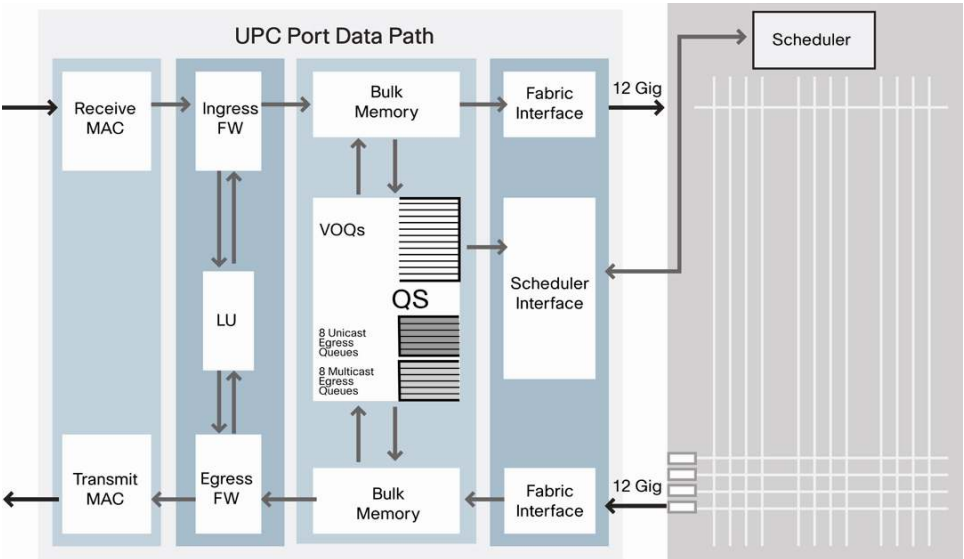 UPC Port Data Path
Receive
MAC
Ingress
FW
Bulk
Memory
Fabric
Interface
12 Gig
Scheduler
VOQs
QS
8 Unicast
Egress
Queues
8 Multicast
Egress
Queues
Scheduler
Interface
LU
Transmit
MAC
Egress
FW
Bulk
Memory
Fabric
Interface
12 Gig